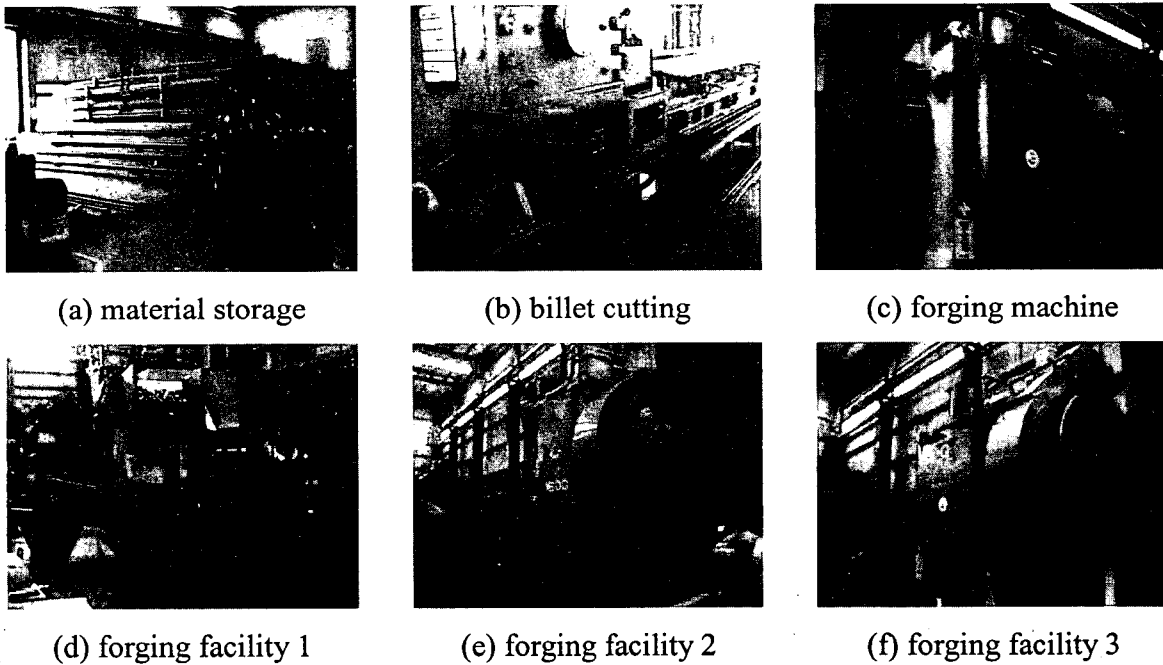 (a) material storage
(b) billet cutting
(c) forging machine
(d) forging facility 1
(e) forging facility 2
(f) forging facility 3